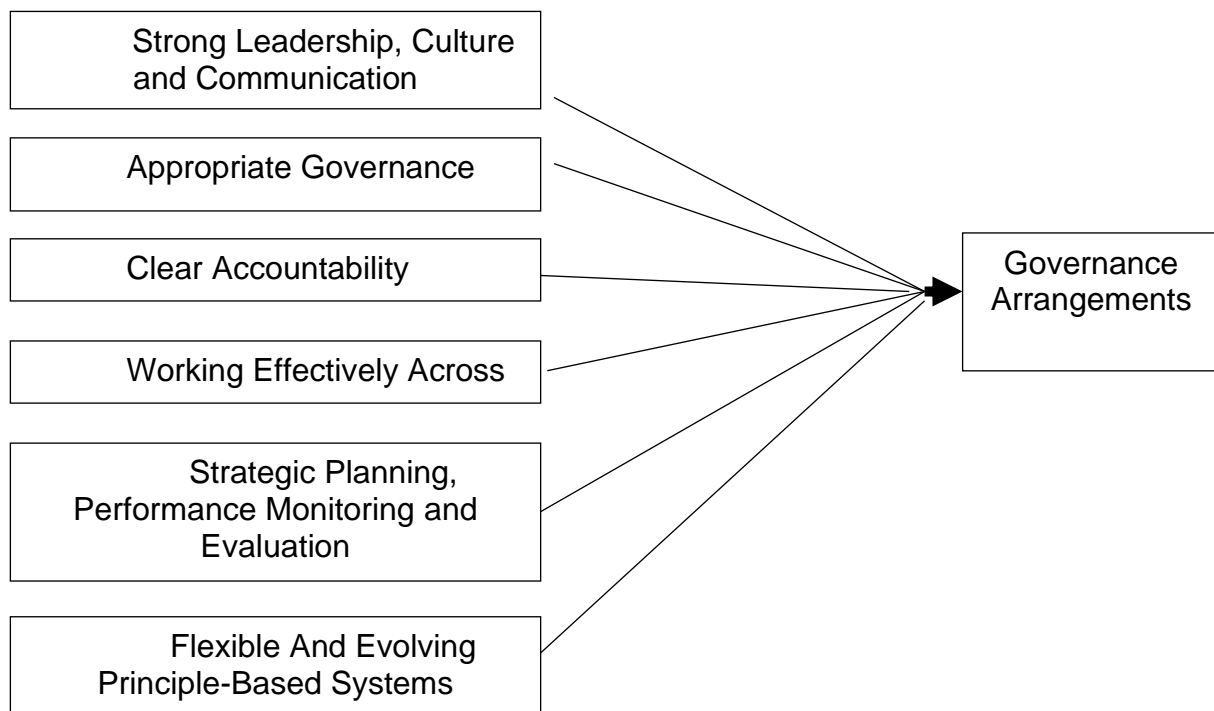 Strong Leadership, Culture
and Communication
Appropriate Governance
Clear Accountability
Working Effectively Across
Strategic Planning,
Performance Monitoring and
Evaluation
Flexible And Evolving
Principle-Based Systems
Governance
Arrangements